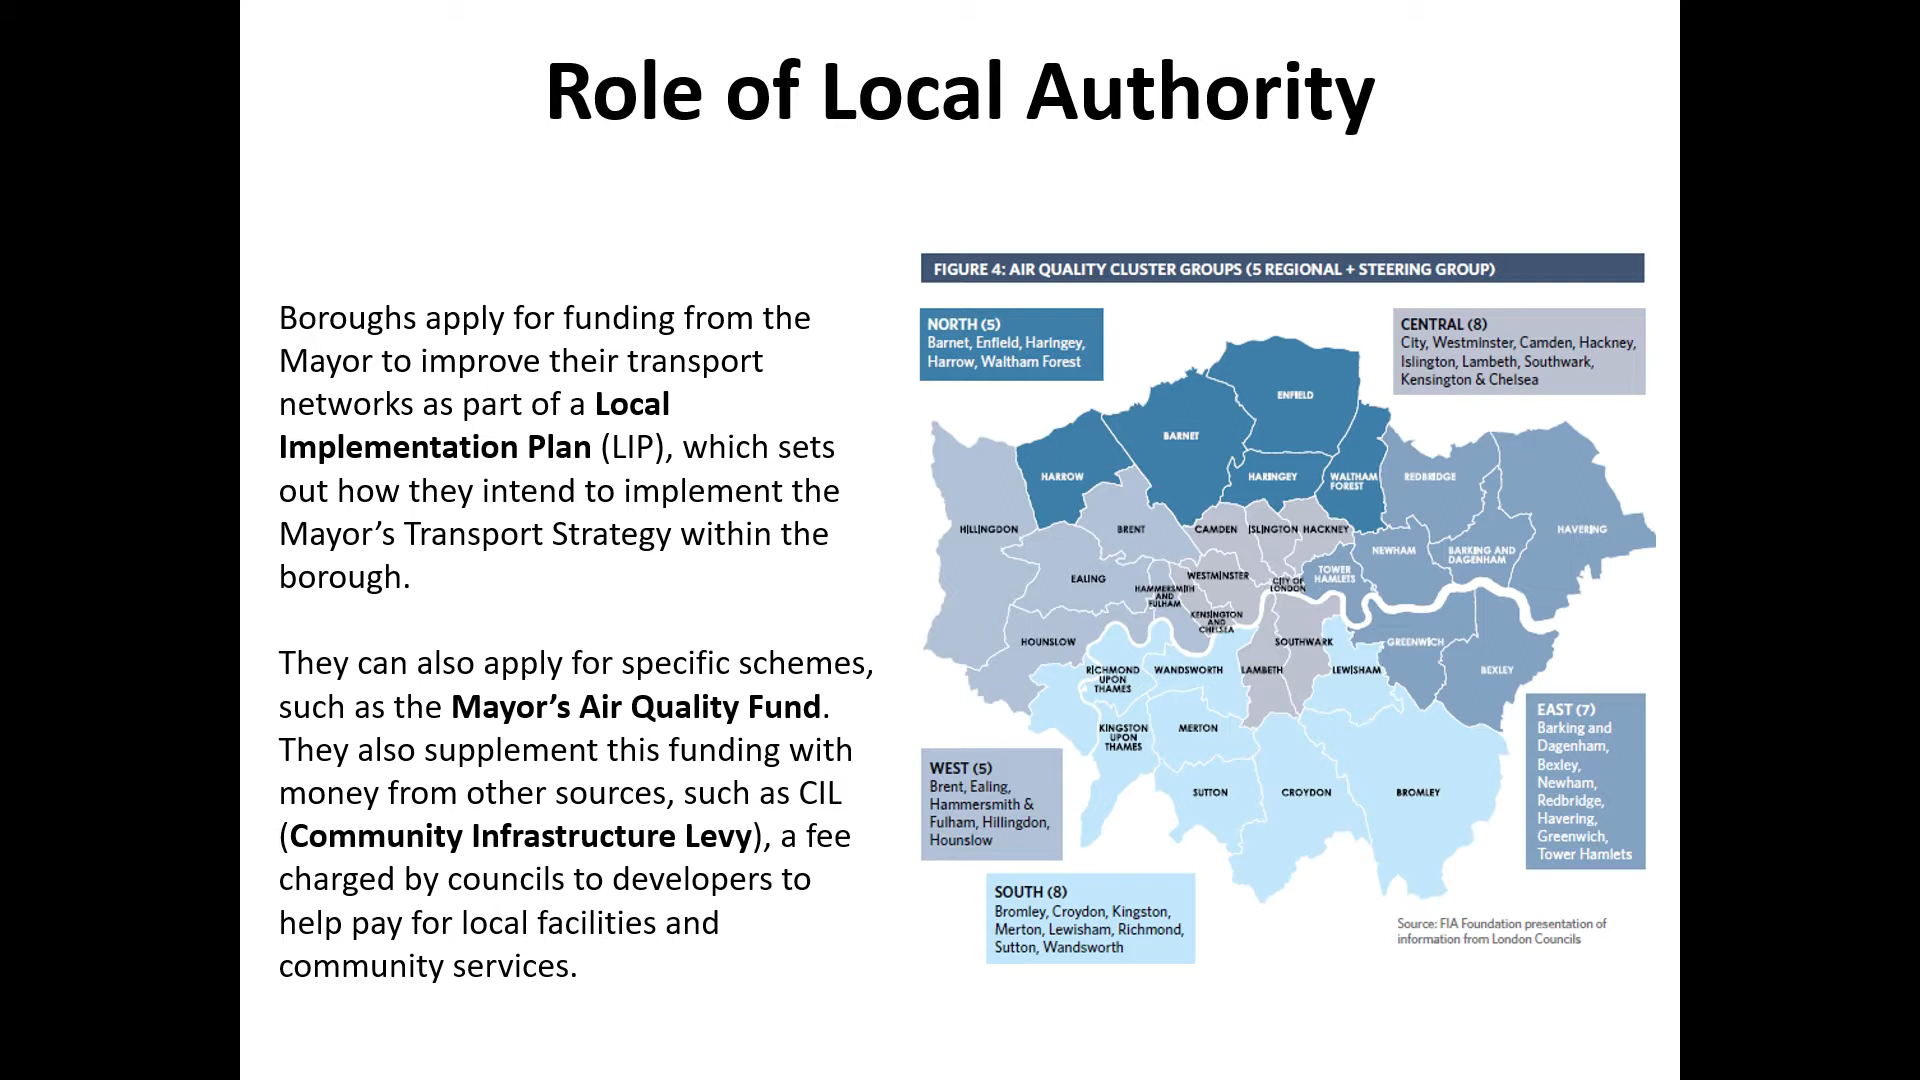 Role of Local Authority
Boroughs apply for funding from the
Mayor to improve their transport
networks as part of a Local
Implementation Plan (LIP), which sets
out how they intend to implement the
Mayor’s Transport Strategy within the
borough.
They can also apply for specific schemes,
such as the Mayor’s Air Quality Fund.
They also supplement this funding with
money from other sources, such as CIL
(Community Infrastructure Levy), a fee
charged by councils to developers to
help pay for local facilities and
community services.
FIGURE 4: AIR QUALITY CLUSTER GROUPS (5 REGIONAL + STEERING GROUP)
NORTH (5)
Barnet, Enfield, Haringey,
Harrow, Waltham Forest
CENTRAL (8)
City, Westminster, Camden, Hackney,
Islington, Lambeth, Southwark,
Kensington & Chelsea
ENFIELD
BARNET
HARROW
HARINGEY
WALTHAM
FOREST
REDBRIDGE
HILLINGDON
BRENT
CAMDEN
ISLINGTON
HACKNEY
HAVERING
NEWHAM
BARKING AND
DAGENHAM
EALING
HAMMERSMITH
AND
FULHAM
WESTMINSTER
CITY OF
LONDON
TOWER
HAMLETS
KENSINGTON
AND
CHELSEA
HOUNSLOW
SOUTHWARK
GREENWICH
RICHMOND
UPON
THAMES
WANDSWORTH
LAMBETH
LEWISHAM
BEXLEY
KINGSTON
UPON
THAMES
MERTON
SUTTON
CROYDON
BROMLEY
WEST (5)
Brent, Ealing,
Hammersmith &
Fulham, Hillingdon,
Hounslow
EAST (7)
Barking and
Dagenham,
Bexley,
Newham,
Redbridge,
Havering,
Greenwich,
Tower Hamlets
SOUTH (8)
Bromley, Croydon, Kingston,
Merton, Lewisham, Richmond,
Sutton, Wandsworth
Source: FIA Foundation presentation of
information from London Councils